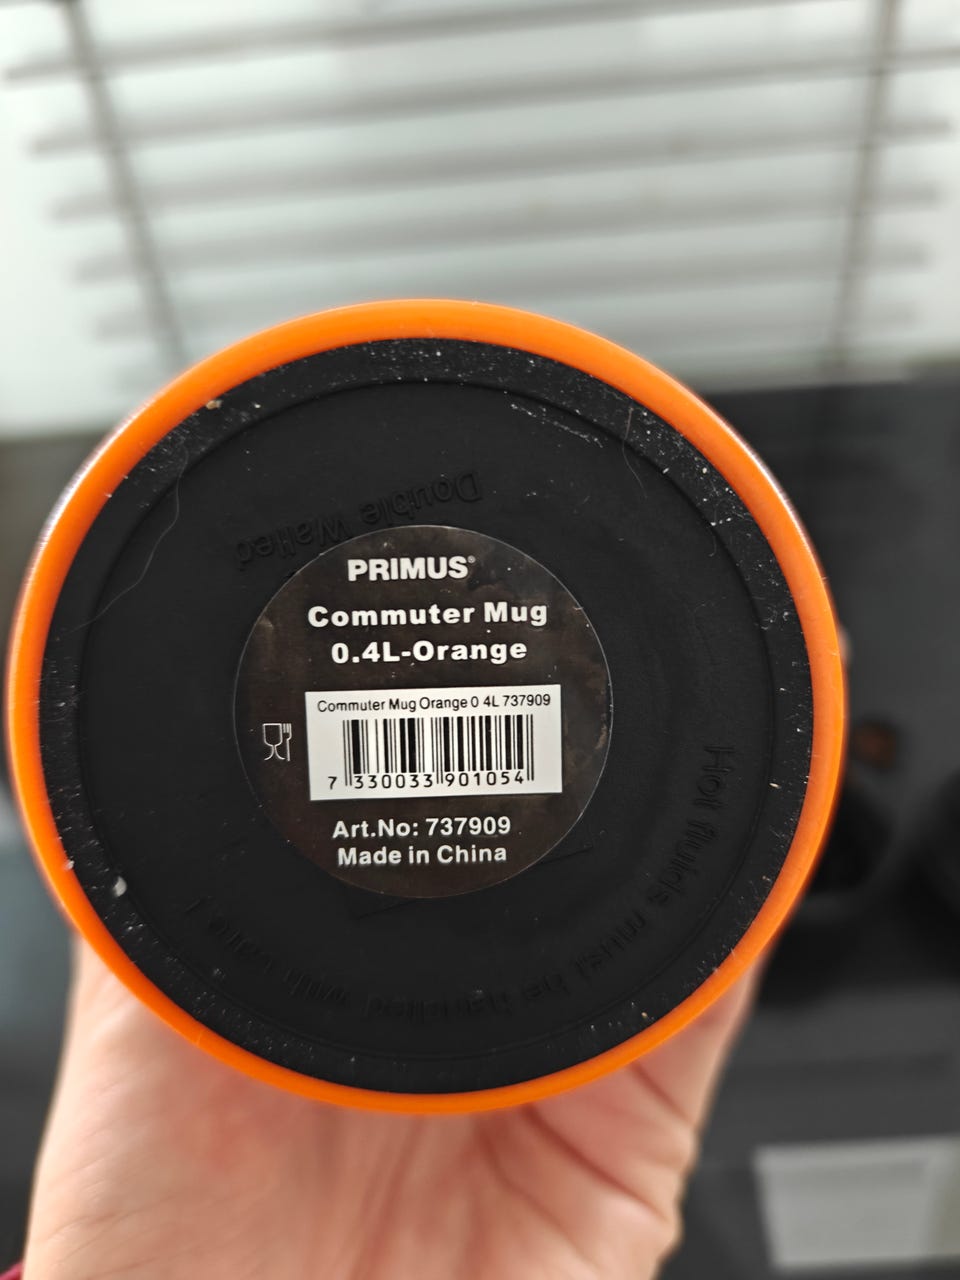 Double Walled
PRIMUS®
Commuter Mug
0.4L-Orange
Commuter Mug Orange 0 4L 737909
7 330033 901054
Art.No: 737909
Made in China
Hot fluids must be handled with care !